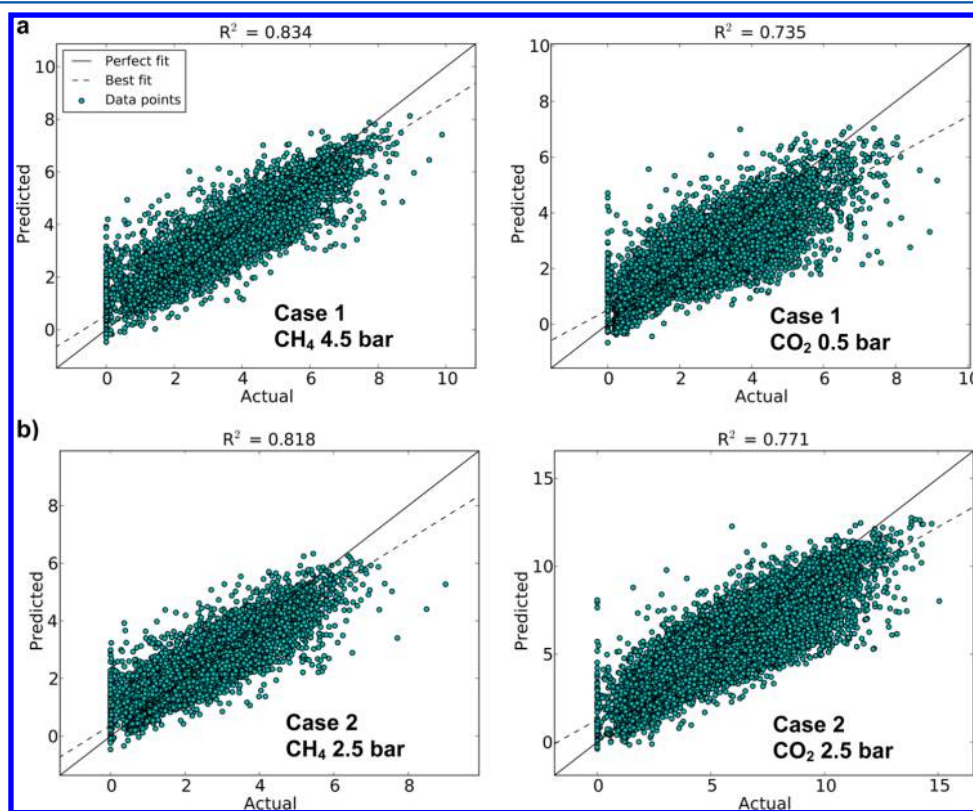 a
R² = 0.834
Perfect fit
Best fit
Data points
10
8
6
4
2
0
Predicted
Case 1
CH₄ 4.5 bar
0 2 4 6 8 10
Actual
R² = 0.735
10
8
6
4
2
0
Predicted
Case 1
CO₂ 0.5 bar
0 2 4 6 8 10
Actual
b)
R² = 0.818
8
6
4
2
0
Predicted
Case 2
CH₄ 2.5 bar
0 2 4 6 8
Actual
R² = 0.771
15
10
5
0
Predicted
Case 2
CO₂ 2.5 bar
0 5 10 15
Actual